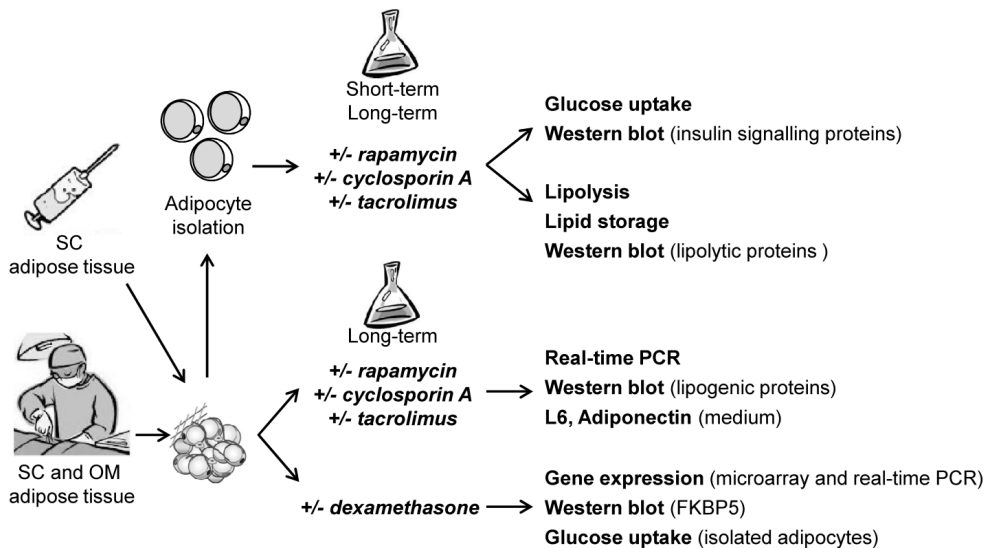 Short-term
Long-term
+/- rapamycin
+/- cyclosporin A
+/- tacrolimus
Glucose uptake
Western blot (insulin signalling proteins)
Lipolysis
Lipid storage
Western blot (lipolytic proteins )
Adipocyte
isolation
SC
adipose tissue
SC and OM
adipose tissue
Long-term
+/- rapamycin
+/- cyclosporin A
+/- tacrolimus
Real-time PCR
Western blot (lipogenic proteins)
L6, Adiponectin (medium)
+/- dexamethasone
Gene expression (microarray and real-time PCR)
Western blot (FKBP5)
Glucose uptake (isolated adipocytes)